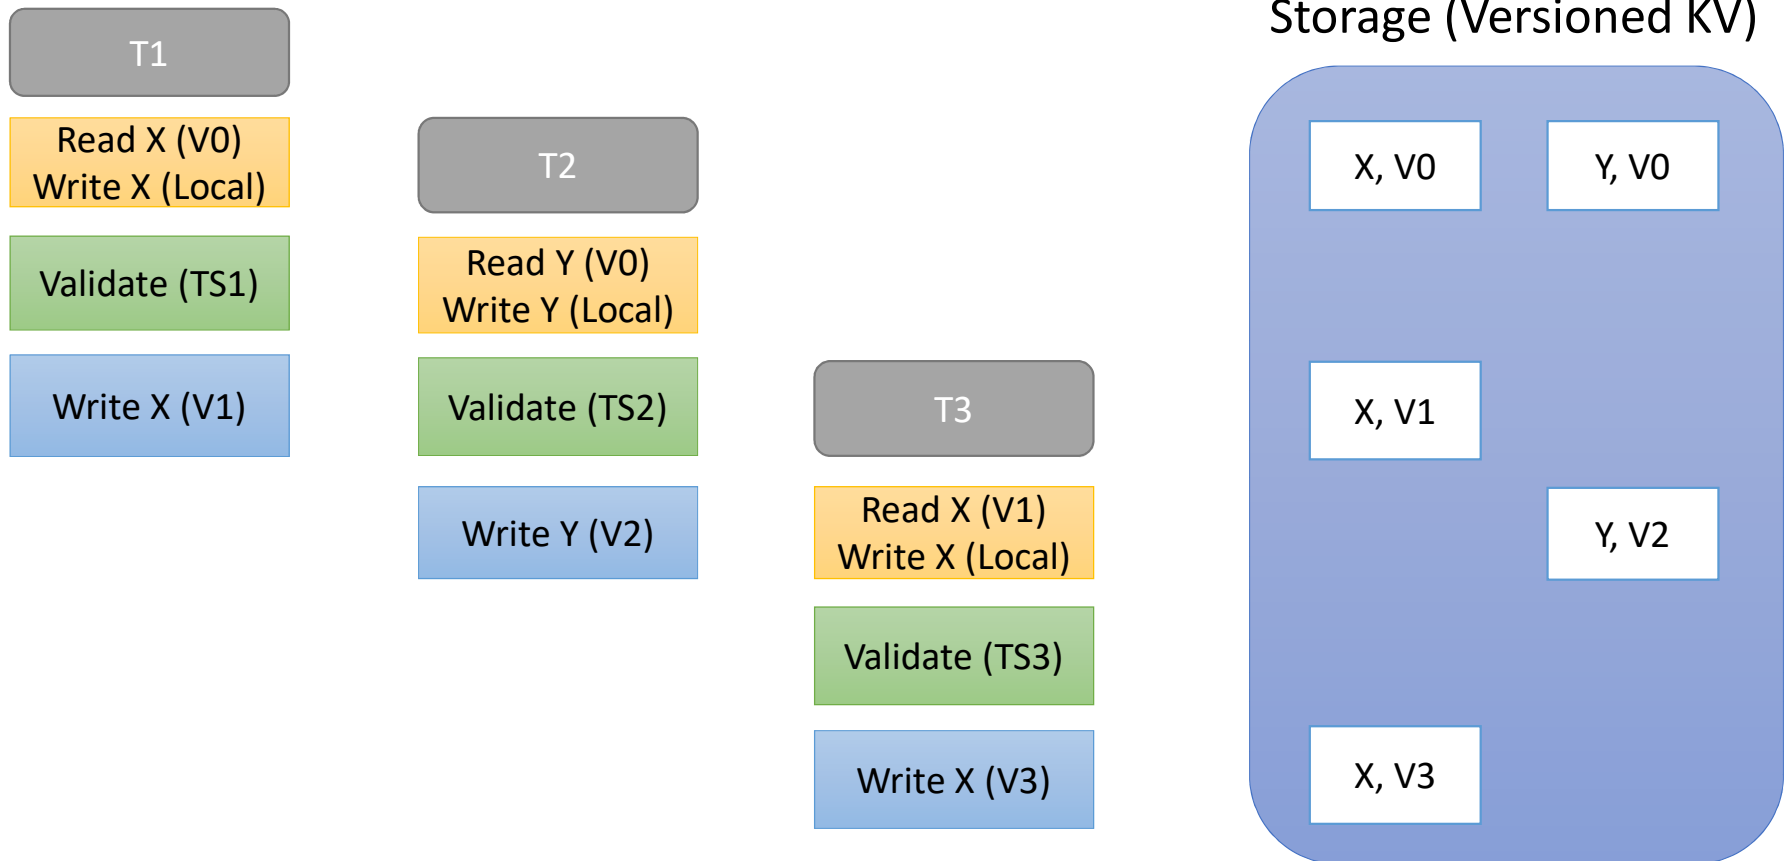 T1
Read X (V0)
Write X (Local)
Validate (TS1)
Write X (V1)
T2
Read Y (V0)
Write Y (Local)
Validate (TS2)
Write Y (V2)
T3
Read X (V1)
Write X (Local)
Validate (TS3)
Write X (V3)
Storage (Versioned KV)
X, V0
Y, V0
X, V1
Y, V2
X, V3